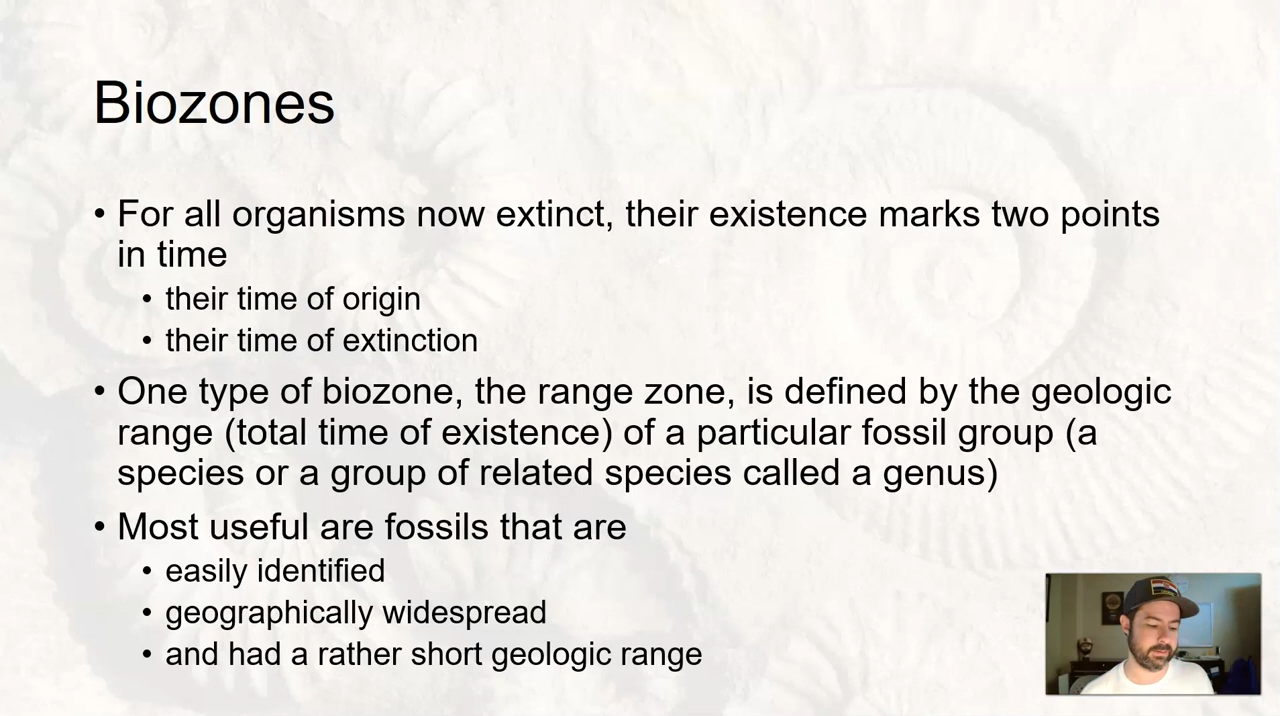 Biozones
• For all organisms now extinct, their existence marks two points
in time
• their time of origin
• their time of extinction
• One type of biozone, the range zone, is defined by the geologic
range (total time of existence) of a particular fossil group (a
species or a group of related species called a genus)
• Most useful are fossils that are
• easily identified
• geographically widespread
• and had a rather short geologic range